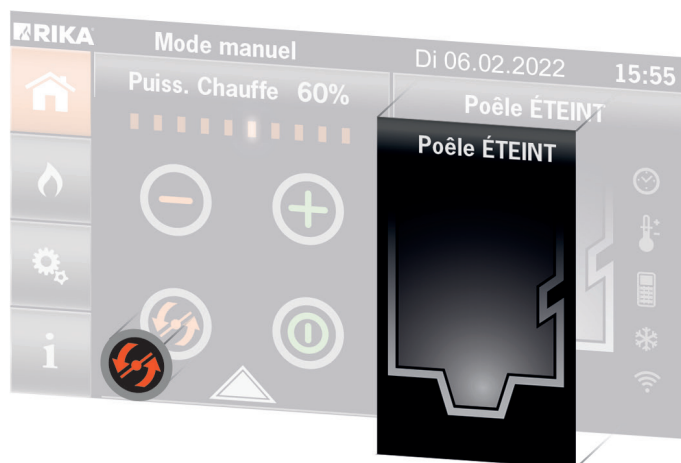 RIKA
Mode manuel
Di 06.02.2022
15:55
Puiss. Chauffe 60%
Poêle ÉTEINT
Poêle ÉTEINT
i